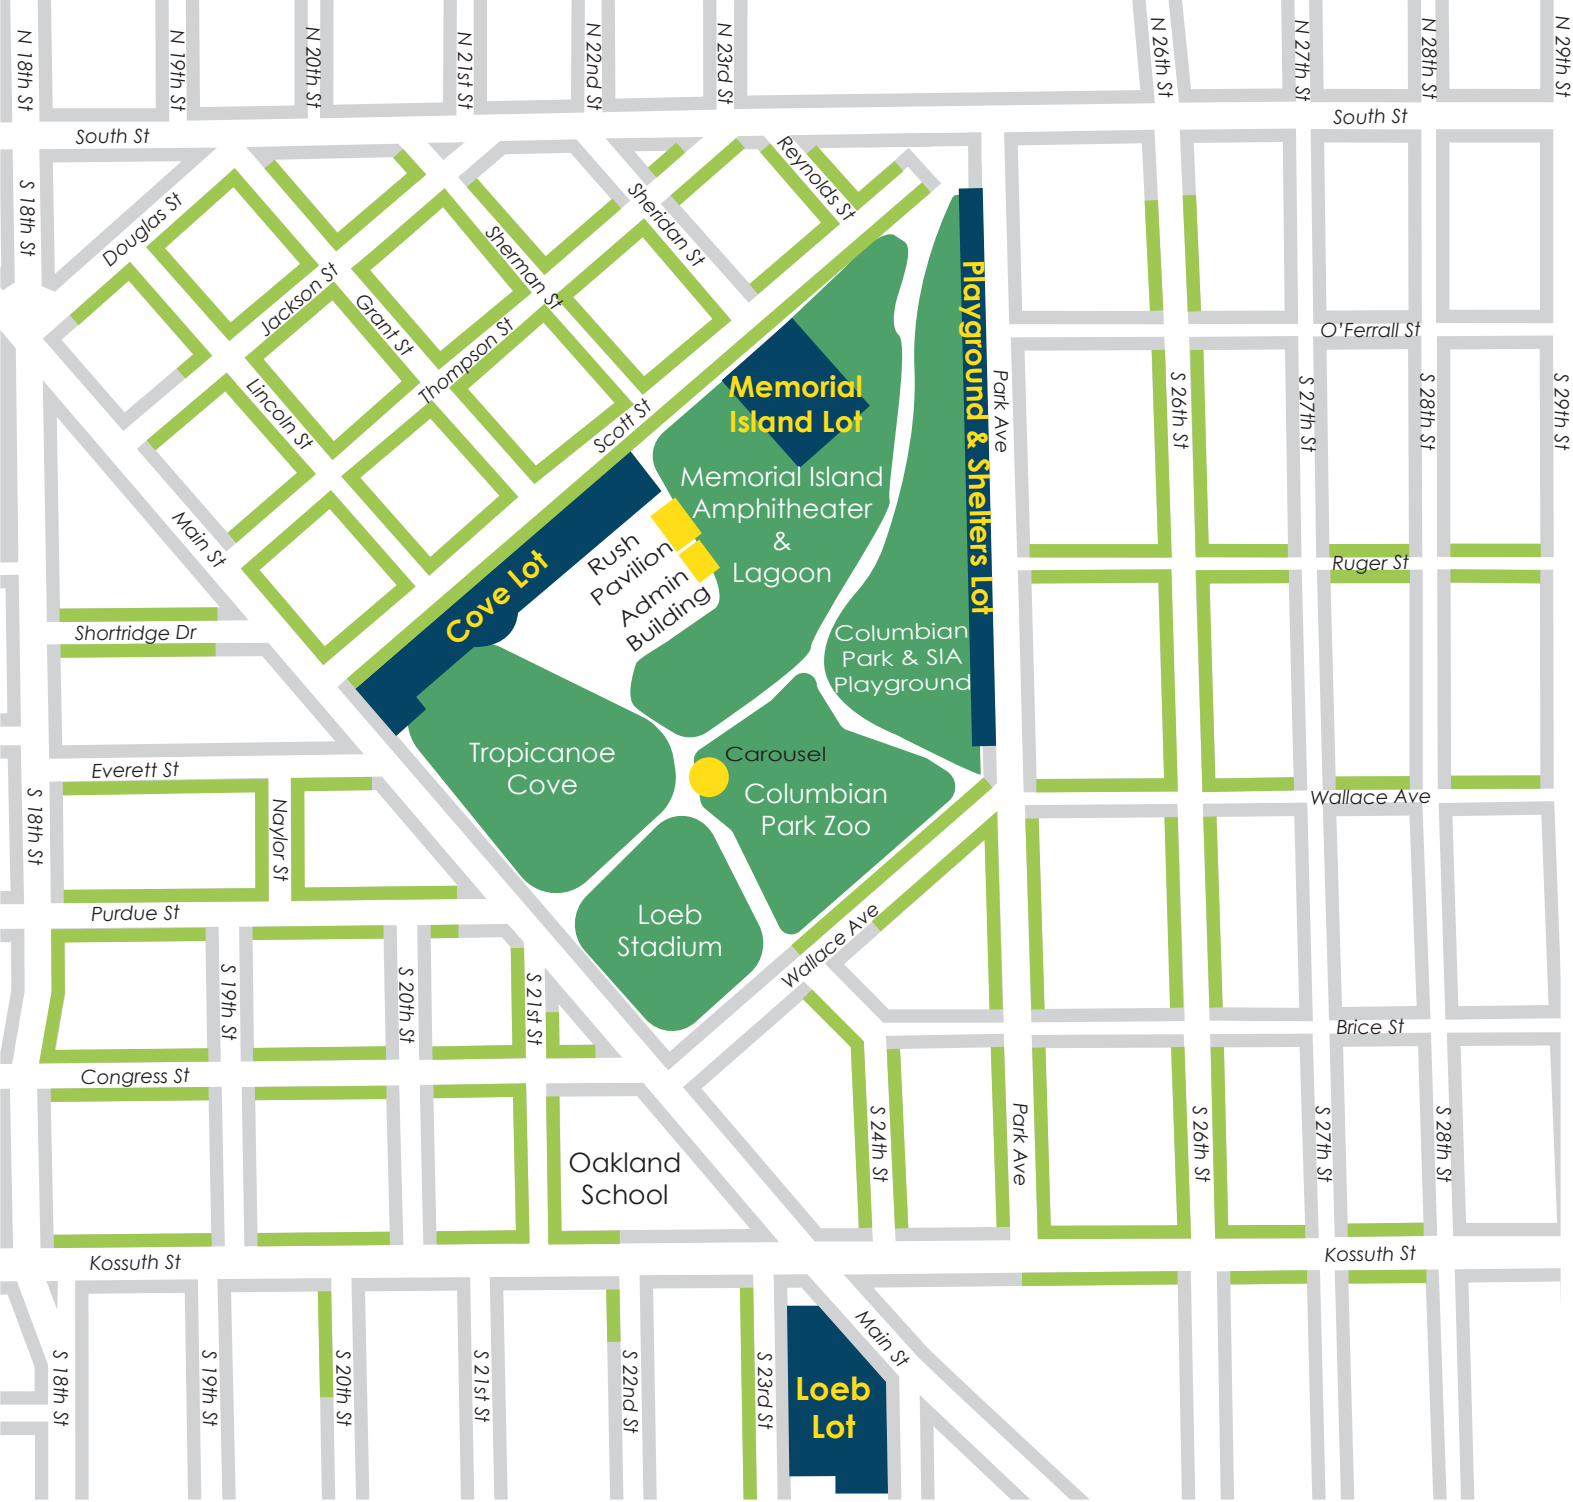 N 18th St
N 19th St
N 20th St
N 21st St
N 22nd St
N 23rd St
N 26th St
N 27th St
N 28th St
N 29th St
South St
South St
S 18th St
Douglas St
Reynolds St
Sheridan St
Sherman St
Jackson St
Grant St
Thompson St
Lincoln St
Scott St
Main St
O'Ferrall St
Park Ave
S 26th St
S 27th St
S 28th St
S 29th St
Playground & Shelters Lot
Memorial
Island Lot
Memorial Island
Amphitheater
&
Lagoon
Rush
Pavilion
Admin
Building
Cove Lot
Ruger St
Shortridge Dr
Columbian
Park & SIA
Playground
Tropicanoe
Cove
Carousel
Columbian
Park Zoo
Everett St
Naylor St
S 18th St
Wallace Ave
Purdue St
Loeb
Stadium
Wallace Ave
S 19th St
S 20th St
S 21st St
Brice St
Congress St
Oakland
School
S 24th St
Park Ave
S 26th St
S 27th St
S 28th St
Kossuth St
Kossuth St
Main St
S 18th St
S 19th St
S 20th St
S 21st St
S 22nd St
S 23rd St
Loeb
Lot